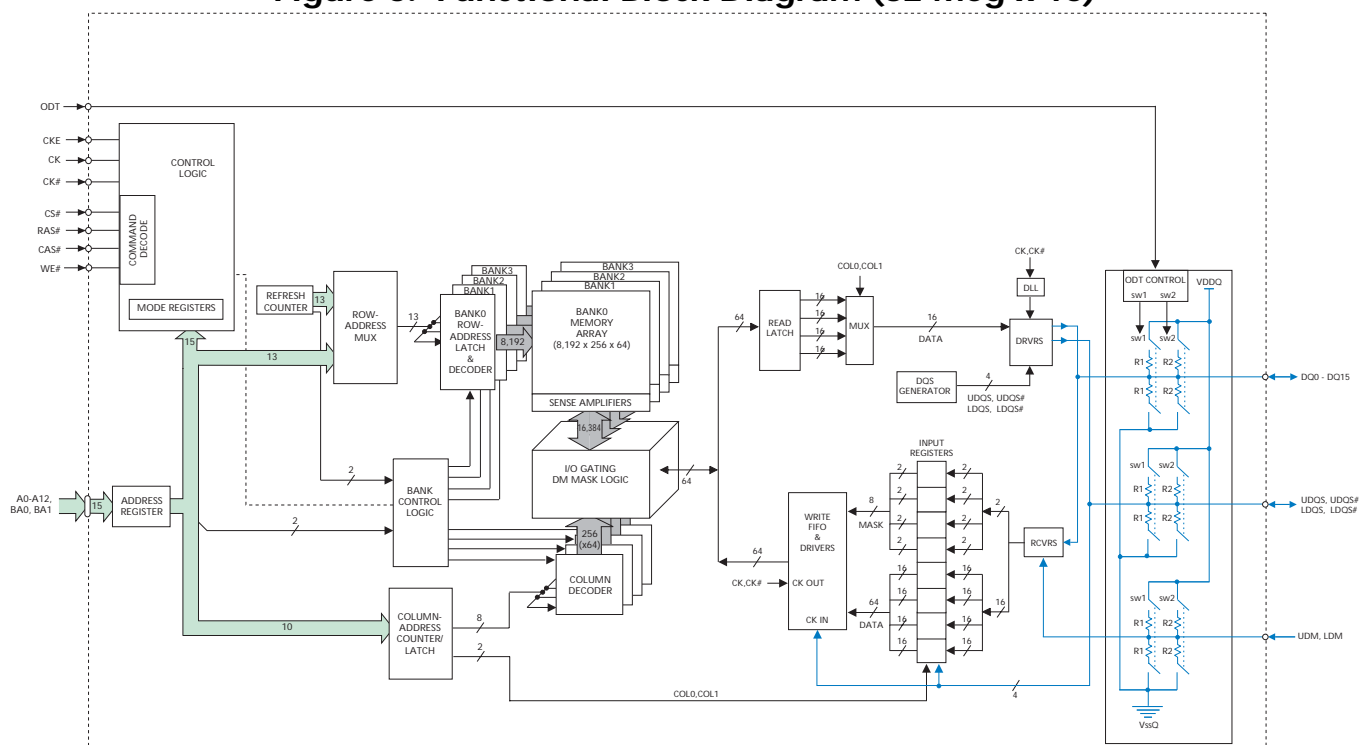 ODT
CKE
CK
CK#
CS#
RAS#
CAS#
WE#
CONTROL
LOGIC
COMMAND
DECODE
MODE REGISTERS
15
A0-A12,
BA0, BA1
15
ADDRESS
REGISTER
13
10
2
2
REFRESH
COUNTER
13
ROW-
ADDRESS
MUX
13
BANK3
BANK2
BANK1
BANK0
ROW-
ADDRESS
LATCH
&
DECODER
8,192
BANK3
BANK2
BANK1
BANK0
MEMORY
ARRAY
(8,192 x 256 x 64)
SENSE AMPLIFIERS
16,384
I/O GATING
DM MASK LOGIC
BANK
CONTROL
LOGIC
256
(x64)
COLUMN
DECODER
COLUMN-
ADDRESS
COUNTER/
LATCH
8
2
COL0,COL1
64
64
READ
LATCH
16
16
16
16
COL0,COL1
MUX
16
DATA
CK,CK#
DLL
DRVRS
DQS
GENERATOR
4
UDQS, UDQS#
LDQS, LDQS#
INPUT
REGISTERS
64
CK,CK#
WRITE
FIFO
&
DRIVERS
CK OUT
CK IN
8
MASK
64
DATA
2
2
2
2
16
16
16
16
2
2
2
2
16
16
16
16
2
16
RCVRS
4
ODT CONTROL
sw1 sw2
VDDQ
sw1 sw2
R1 R2
R1 R2
sw1 sw2
R1 R2
R1 R2
sw1 sw2
R1 R2
R1 R2
VssQ
DQ0 - DQ15
UDQS, UDQS#
LDQS, LDQS#
UDM, LDM